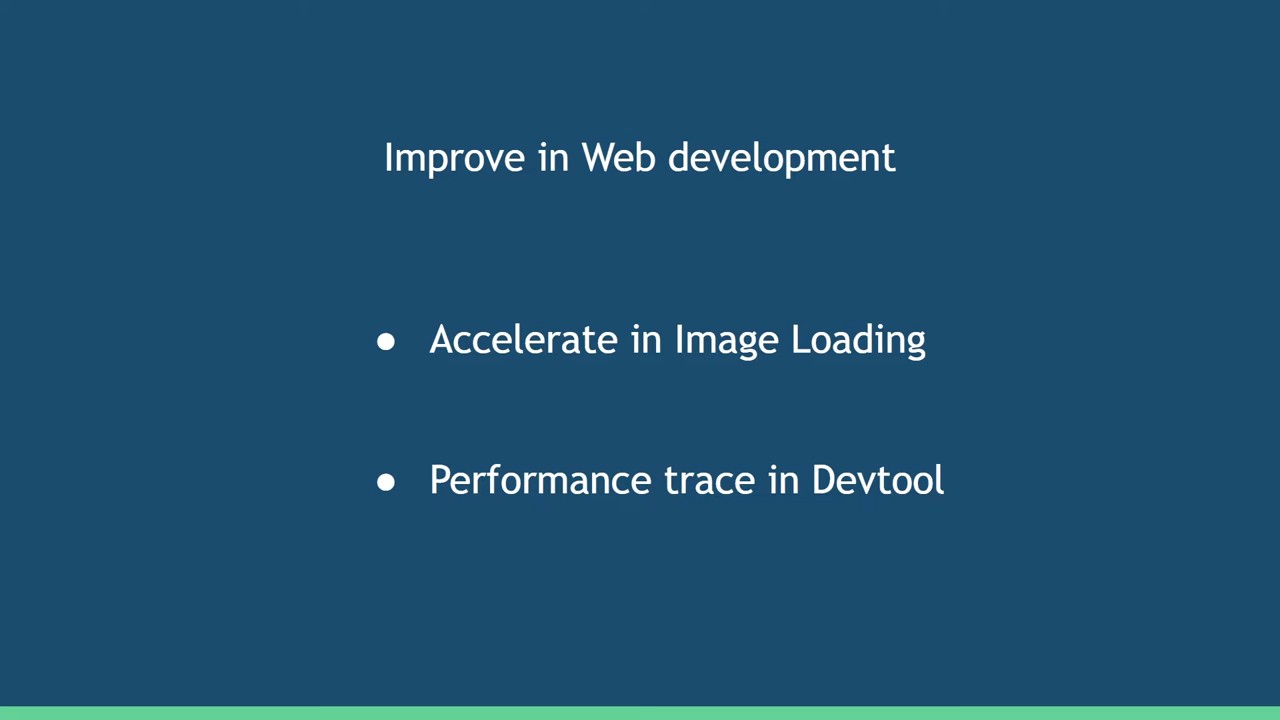 Improve in Web development
● Accelerate in Image Loading
● Performance trace in Devtool